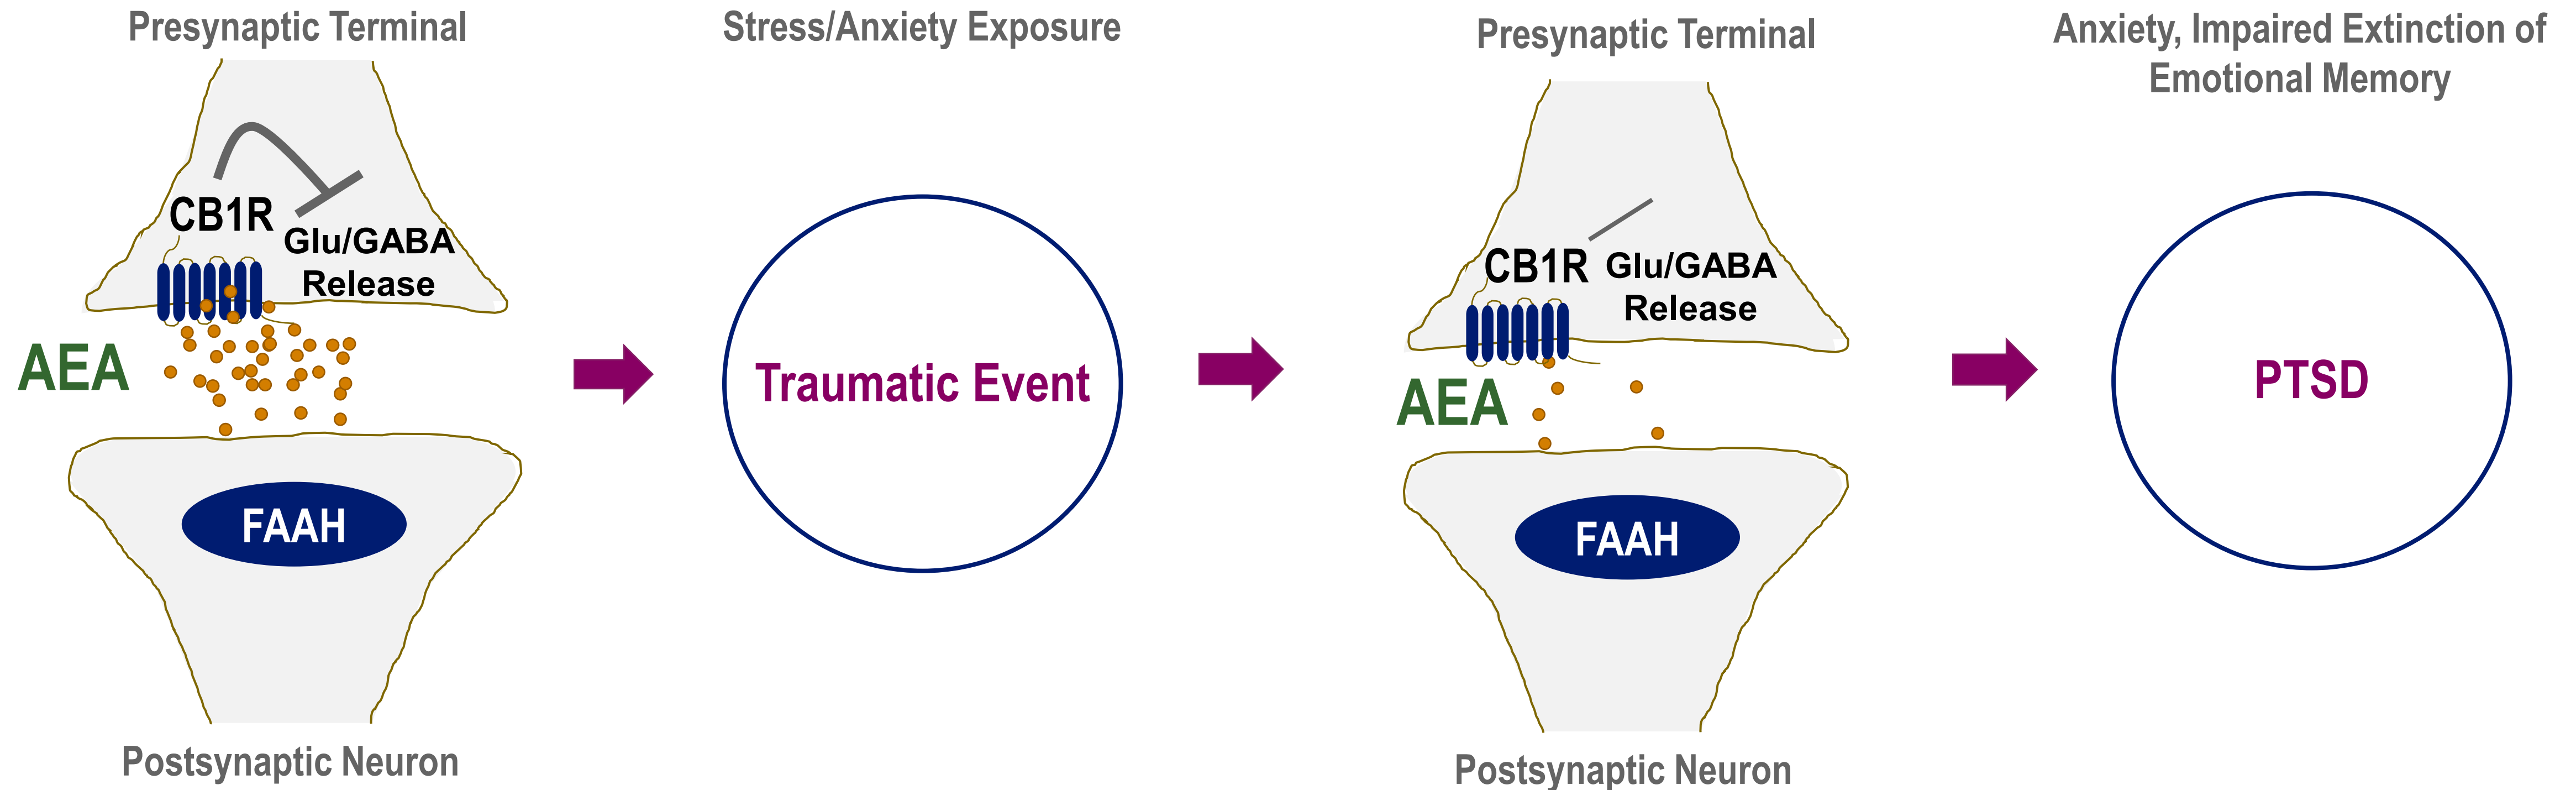 Presynaptic Terminal
CB1R
Glu/GABA
Release
AEA
FAAH
Postsynaptic Neuron
Stress/Anxiety Exposure
Traumatic Event
Presynaptic Terminal
CB1R
Glu/GABA
Release
AEA
FAAH
Postsynaptic Neuron
Anxiety, Impaired Extinction of
Emotional Memory
PTSD